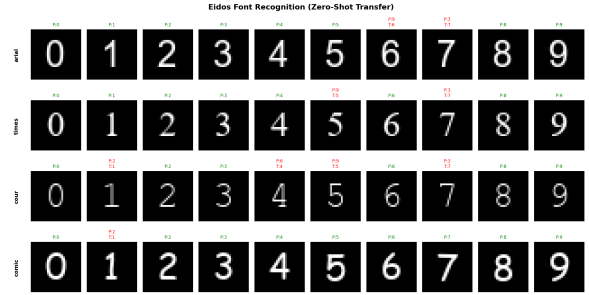 Eidos Font Recognition (Zero-Shot Transfer)
P:0 P:1 P:2 P:3 P:4 P:5 P:3 P:8 P:9
T:6 T:7
arial 0 1 2 3 4 5 6 7 8 9
P:0 P:1 P:2 P:3 P:4 P:9 P:6 P:3 P:8 P:9
T:5 T:7
times 0 1 2 3 4 5 6 7 8 9
P:0 P:2 P:2 P:3 P:6 P:9 P:6 P:3 P:8 P:9
T:1 T:4 T:5 T:7
cour 0 1 2 3 4 5 6 7 8 9
P:0 P:2 P:2 P:3 P:4 P:5 P:6 P:7 P:8 P:9
T:1
comic 0 1 2 3 4 5 6 7 8 9